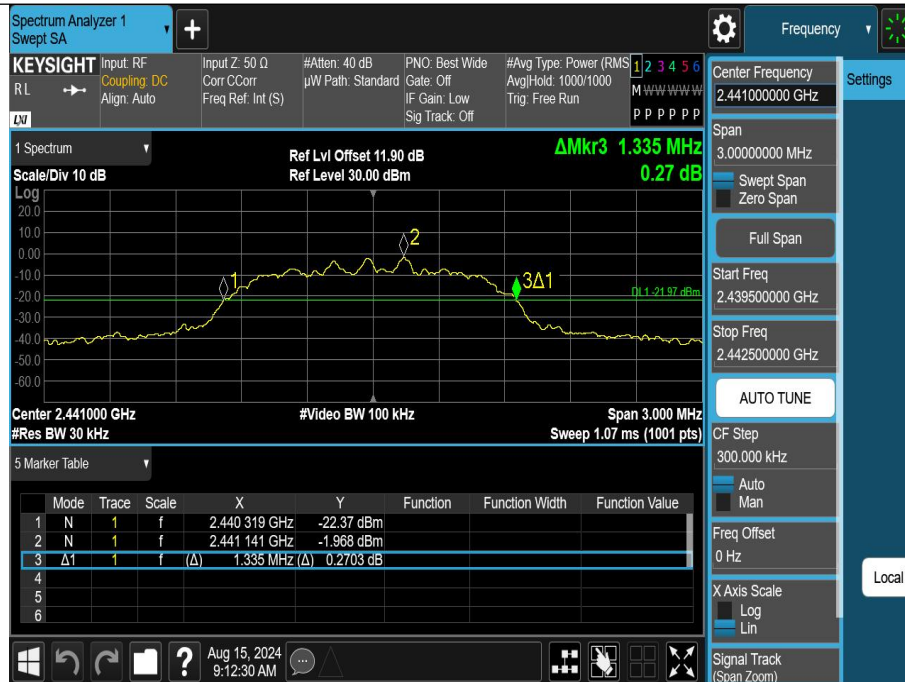 Spectrum Analyzer 1
Swept SA
+
Frequency
KEYSIGHT
RL
LXI
Input: RF
Coupling: DC
Align: Auto
Input Z: 50 Ω
Corr CCorr
Freq Ref: Int (S)
#Atten: 40 dB
µW Path: Standard
PNO: Best Wide
Gate: Off
IF Gain: Low
Sig Track: Off
#Avg Type: Power (RMS
Avg|Hold: 1000/1000
Trig: Free Run
1 2 3 4 5 6
M W W W W W
P P P P P P
1 Spectrum
Scale/Div 10 dB
Ref Lvl Offset 11.90 dB
Ref Level 30.00 dBm
ΔMkr3 1.335 MHz
0.27 dB
Log
20.0
10.0
0.00
-10.0
-20.0
-30.0
-40.0
-50.0
-60.0
1
2
3Δ1
DL1 -21.97 dBm
Center 2.441000 GHz
#Video BW 100 kHz
Span 3.000 MHz
#Res BW 30 kHz
Sweep 1.07 ms (1001 pts)
5 Marker Table
Mode Trace Scale X Y Function Function Width Function Value
1 N 1 f 2.440 319 GHz -22.37 dBm
2 N 1 f 2.441 141 GHz -1.968 dBm
3 Δ1 1 f (Δ) 1.335 MHz (Δ) 0.2703 dB
4
5
6
?
Aug 15, 2024
9:12:30 AM
Center Frequency
2.441000000 GHz
Span
3.00000000 MHz
Swept Span
Zero Span
Full Span
Start Freq
2.439500000 GHz
Stop Freq
2.442500000 GHz
AUTO TUNE
CF Step
300.000 kHz
Auto
Man
Freq Offset
0 Hz
X Axis Scale
Log
Lin
Signal Track
(Span Zoom)
Settings
Local